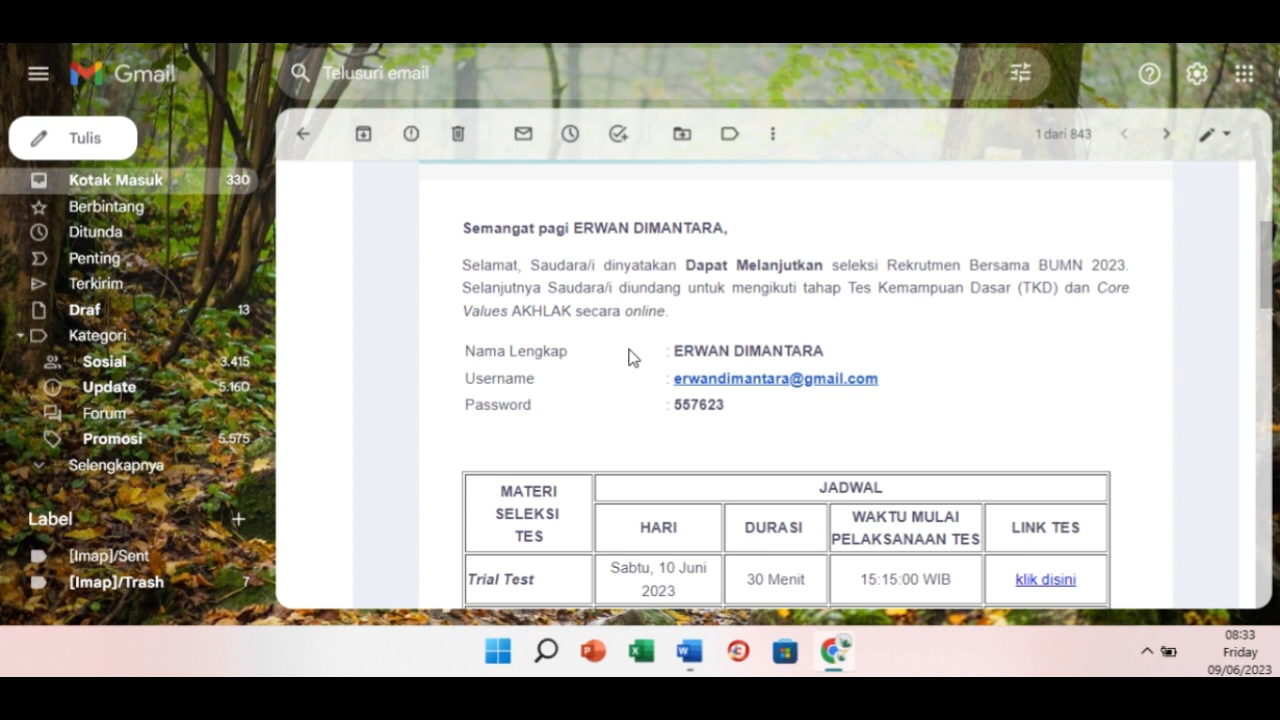 Gmail
Telusuri email
Tulis
1 dari 843
Kotak Masuk 330
Berbintang
Ditunda
Penting
Terkirim
Draf 13
Kategori
Sosial 3.415
Update 5.160
Forum
Promosi 5.575
Selengkapnya
Label +
[Imap]/Sent
[Imap]/Trash 7
Semangat pagi ERWAN DIMANTARA,
Selamat, Saudara/i dinyatakan Dapat Melanjutkan seleksi Rekrutmen Bersama BUMN 2023.
Selanjutnya Saudara/i diundang untuk mengikuti tahap Tes Kemampuan Dasar (TKD) dan Core
Values AKHLAK secara online.
Nama Lengkap : ERWAN DIMANTARA
Username : erwandimantara@gmail.com
Password : 557623
MATERI
SELEKSI
TES
JADWAL
HARI
DURASI
WAKTU MULAI
PELAKSANAAN TES
LINK TES
Trial Test
Sabtu, 10 Juni
2023
30 Menit
15:15:00 WIB
klik disini
08:33
Friday
09/06/2023